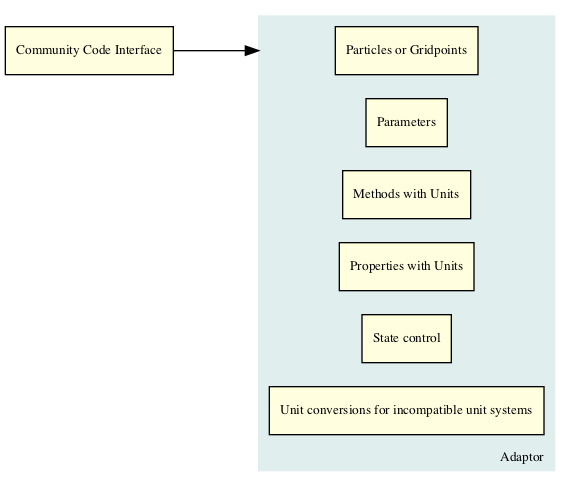 Community Code Interface
Particles or Gridpoints
Parameters
Methods with Units
Properties with Units
State control
Unit conversions for incompatible unit systems
Adaptor